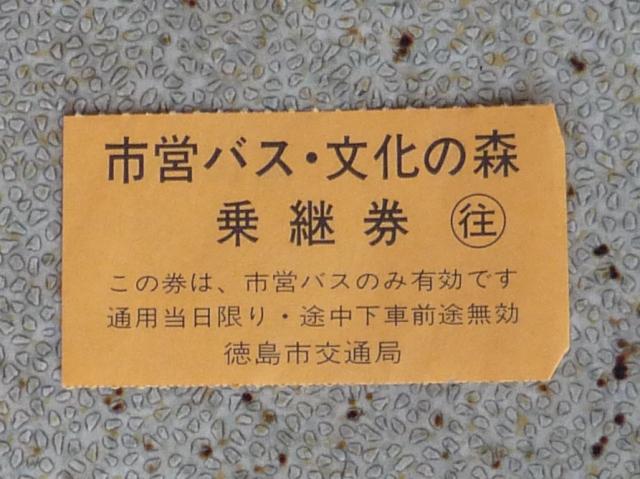 市営バス・文化の森
乗継券 ㊟往
この券は、市営バスのみ有効です
通用当日限り・途中下車前途無効
徳島市交通局